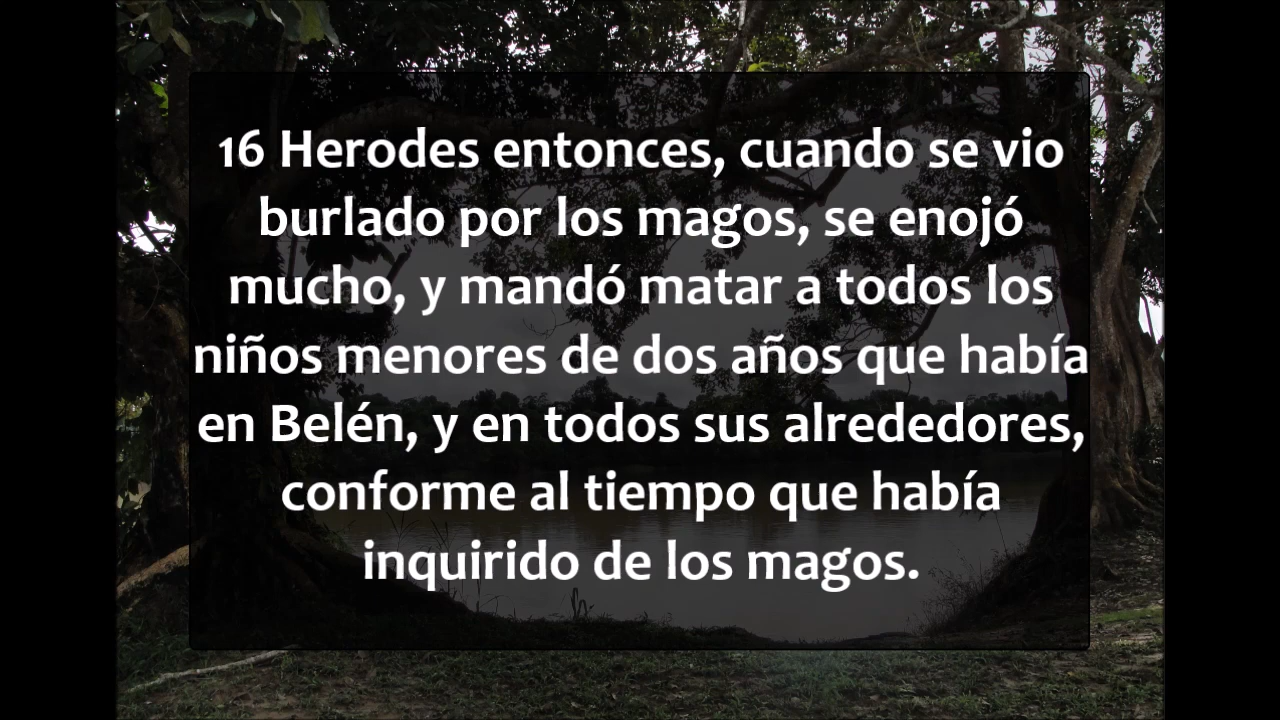 16 Herodes entonces, cuando se vio
burlado por los magos, se enojó
mucho, y mandó matar a todos los
niños menores de dos años que había
en Belén, y en todos sus alrededores,
conforme al tiempo que había
inquirido de los magos.